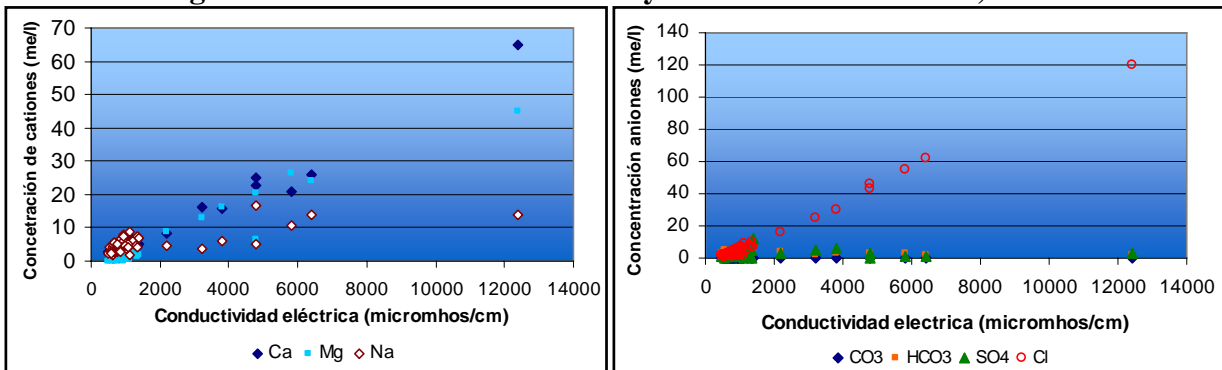 Concetración de cationes (me/l)
70
60
50
40
30
20
10
0
0 2000 4000 6000 8000 10000 12000 14000
Conductividad eléctrica (micromhos/cm)
Ca Mg Na
Concentración aniones (me/l)
140
120
100
80
60
40
20
0
0 2000 4000 6000 8000 10000 12000 14000
Conductividad electrica (micromhos/cm)
CO3 HCO3 SO4 Cl